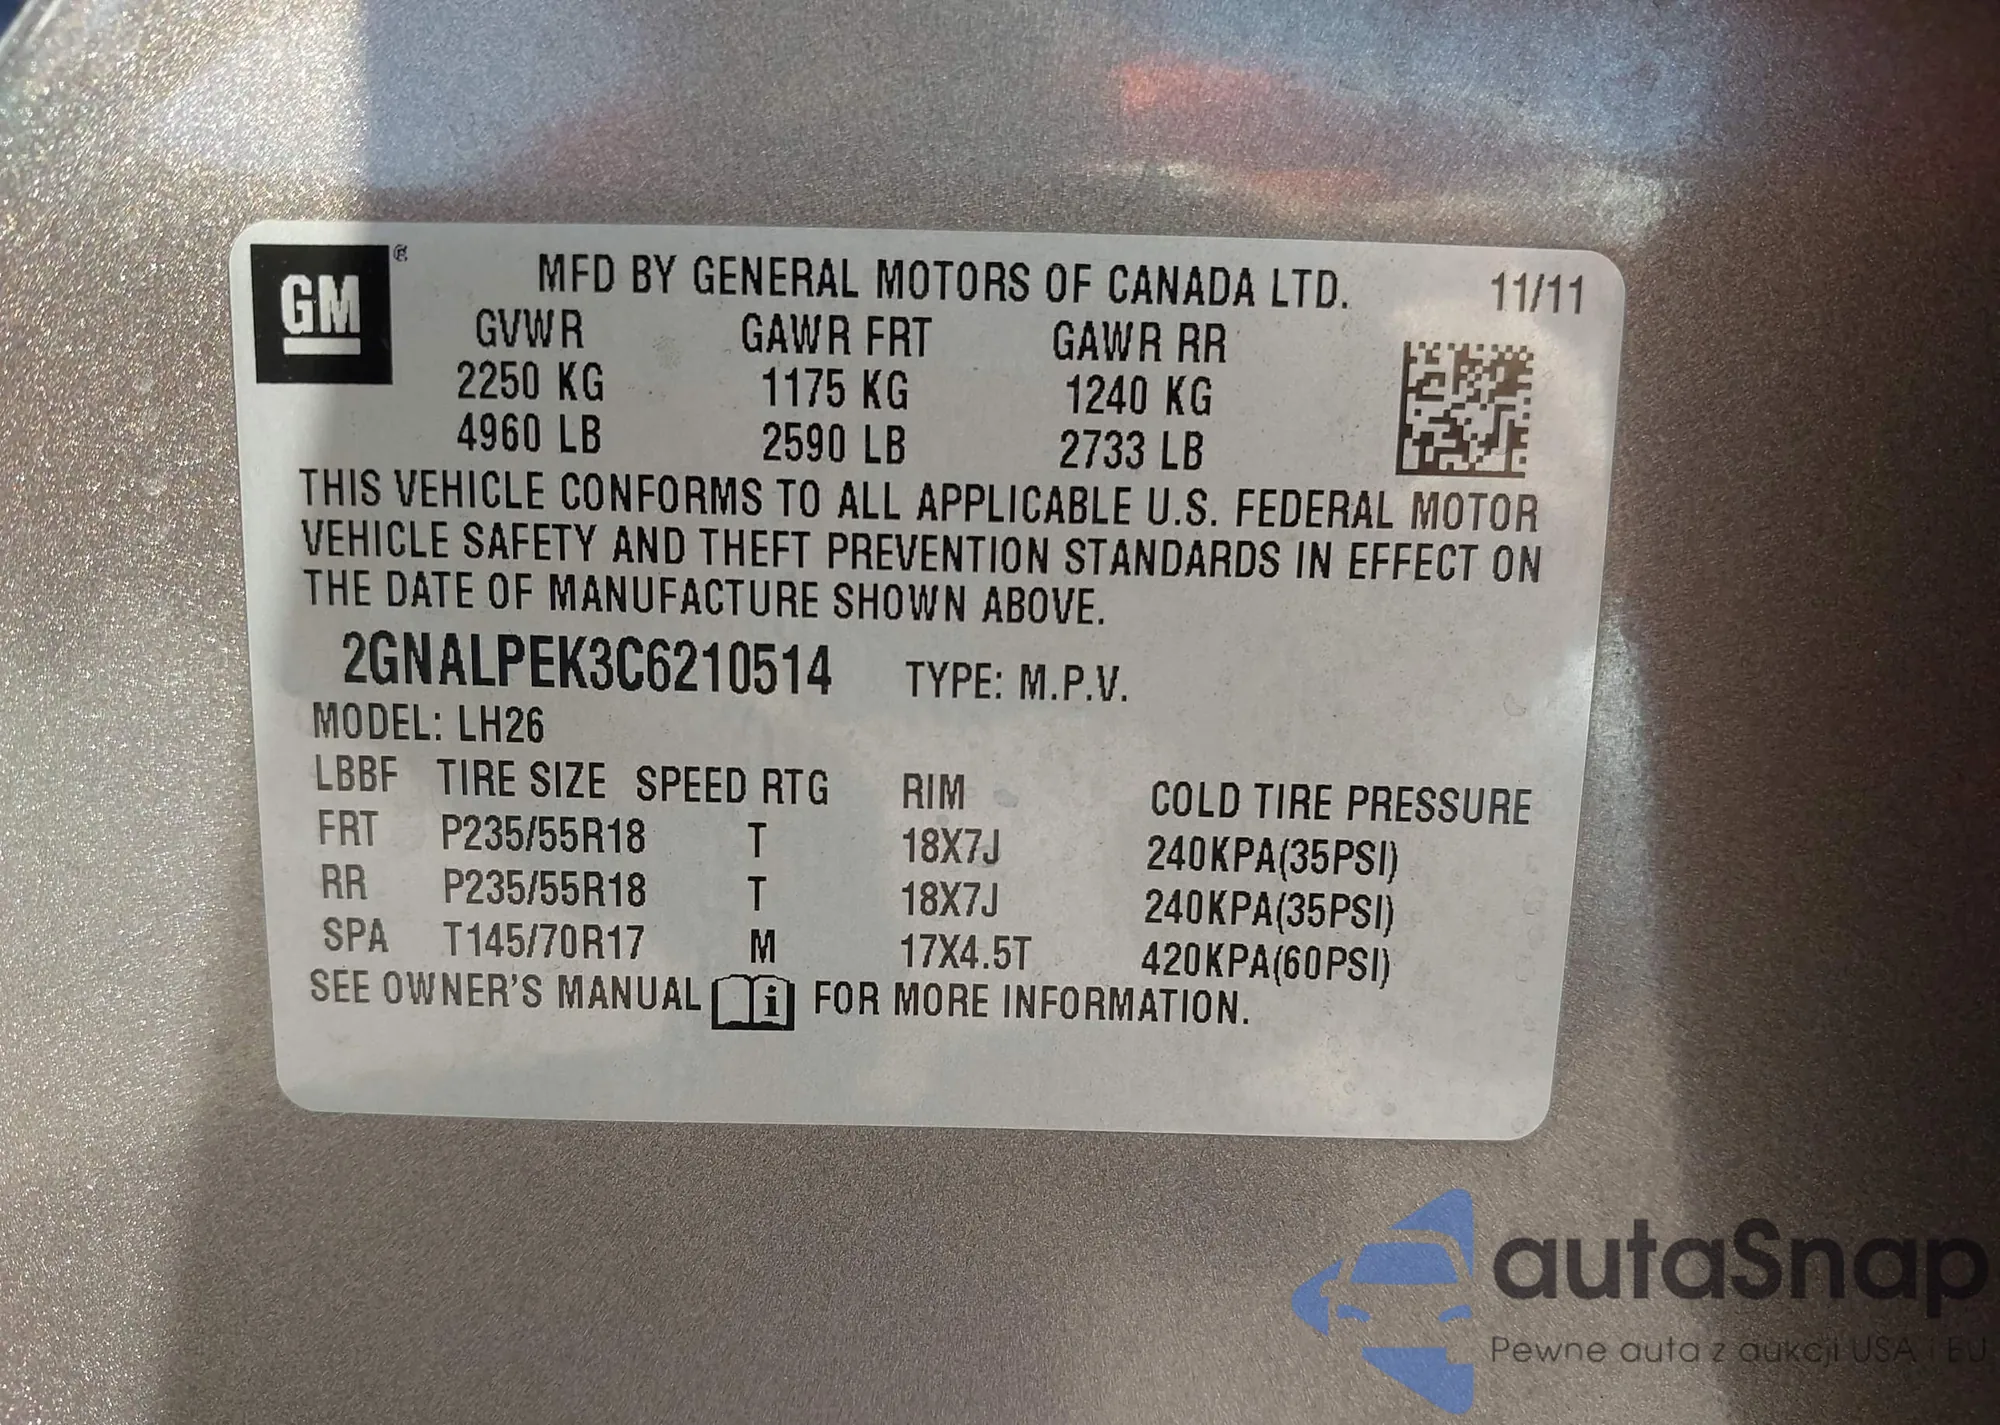 GM
MFD BY GENERAL MOTORS OF CANADA LTD. 11/11
GVWR GAWR FRT GAWR RR
2250 KG 1175 KG 1240 KG
4960 LB 2590 LB 2733 LB
THIS VEHICLE CONFORMS TO ALL APPLICABLE U.S. FEDERAL MOTOR
VEHICLE SAFETY AND THEFT PREVENTION STANDARDS IN EFFECT ON
THE DATE OF MANUFACTURE SHOWN ABOVE.
2GNALPEK3C6210514 TYPE: M.P.V.
MODEL: LH26
LBBF TIRE SIZE SPEED RTG RIM COLD TIRE PRESSURE
FRT P235/55R18 T 18X7J 240KPA(35PSI)
RR P235/55R18 T 18X7J 240KPA(35PSI)
SPA T145/70R17 M 17X4.5T 420KPA(60PSI)
SEE OWNER'S MANUAL i FOR MORE INFORMATION.
autaSnap
Pewne auta z aukcji USA i EU